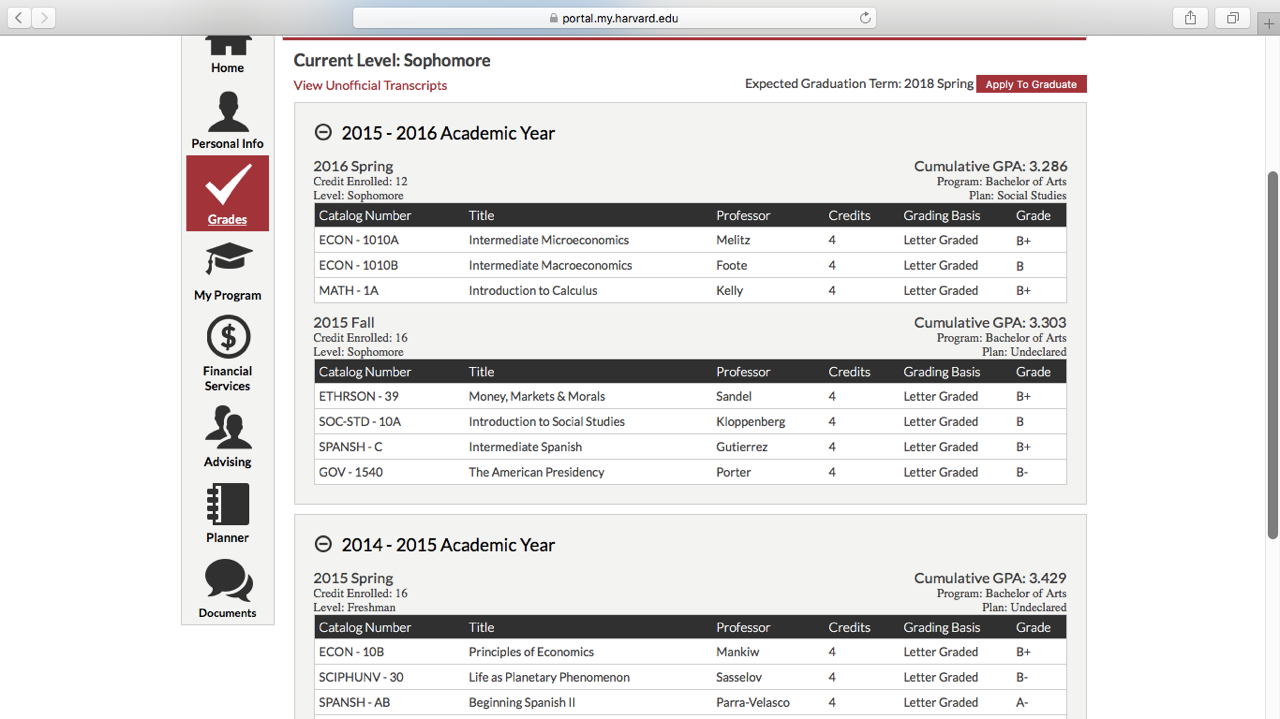 portal.my.harvard.edu
Home
Personal Info
Grades
My Program
Financial
Services
Advising
Planner
Documents
Current Level: Sophomore
View Unofficial Transcripts
Expected Graduation Term: 2018 Spring Apply To Graduate
2015 - 2016 Academic Year
2016 Spring Cumulative GPA: 3.286
Credit Enrolled: 12 Program: Bachelor of Arts
Level: Sophomore Plan: Social Studies
Catalog Number Title Professor Credits Grading Basis Grade
ECON - 1010A Intermediate Microeconomics Melitz 4 Letter Graded B+
ECON - 1010B Intermediate Macroeconomics Foote 4 Letter Graded B
MATH - 1A Introduction to Calculus Kelly 4 Letter Graded B+
2015 Fall Cumulative GPA: 3.303
Credit Enrolled: 16 Program: Bachelor of Arts
Level: Sophomore Plan: Undeclared
Catalog Number Title Professor Credits Grading Basis Grade
ETHRSON - 39 Money, Markets & Morals Sandel 4 Letter Graded B+
SOC-STD - 10A Introduction to Social Studies Kloppenberg 4 Letter Graded B
SPANSH - C Intermediate Spanish Gutierrez 4 Letter Graded B+
GOV - 1540 The American Presidency Porter 4 Letter Graded B-
2014 - 2015 Academic Year
2015 Spring Cumulative GPA: 3.429
Credit Enrolled: 16 Program: Bachelor of Arts
Level: Freshman Plan: Undeclared
Catalog Number Title Professor Credits Grading Basis Grade
ECON - 10B Principles of Economics Mankiw 4 Letter Graded B+
SCIPHUNV - 30 Life as Planetary Phenomenon Sasselov 4 Letter Graded B-
SPANSH - AB Beginning Spanish II Parra-Velasco 4 Letter Graded A-